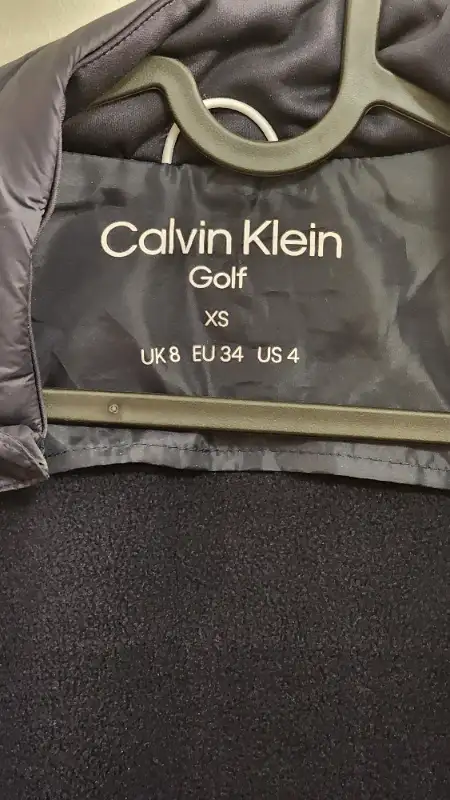 Calvin Klein
Golf
XS
UK 8 EU 34 US 4